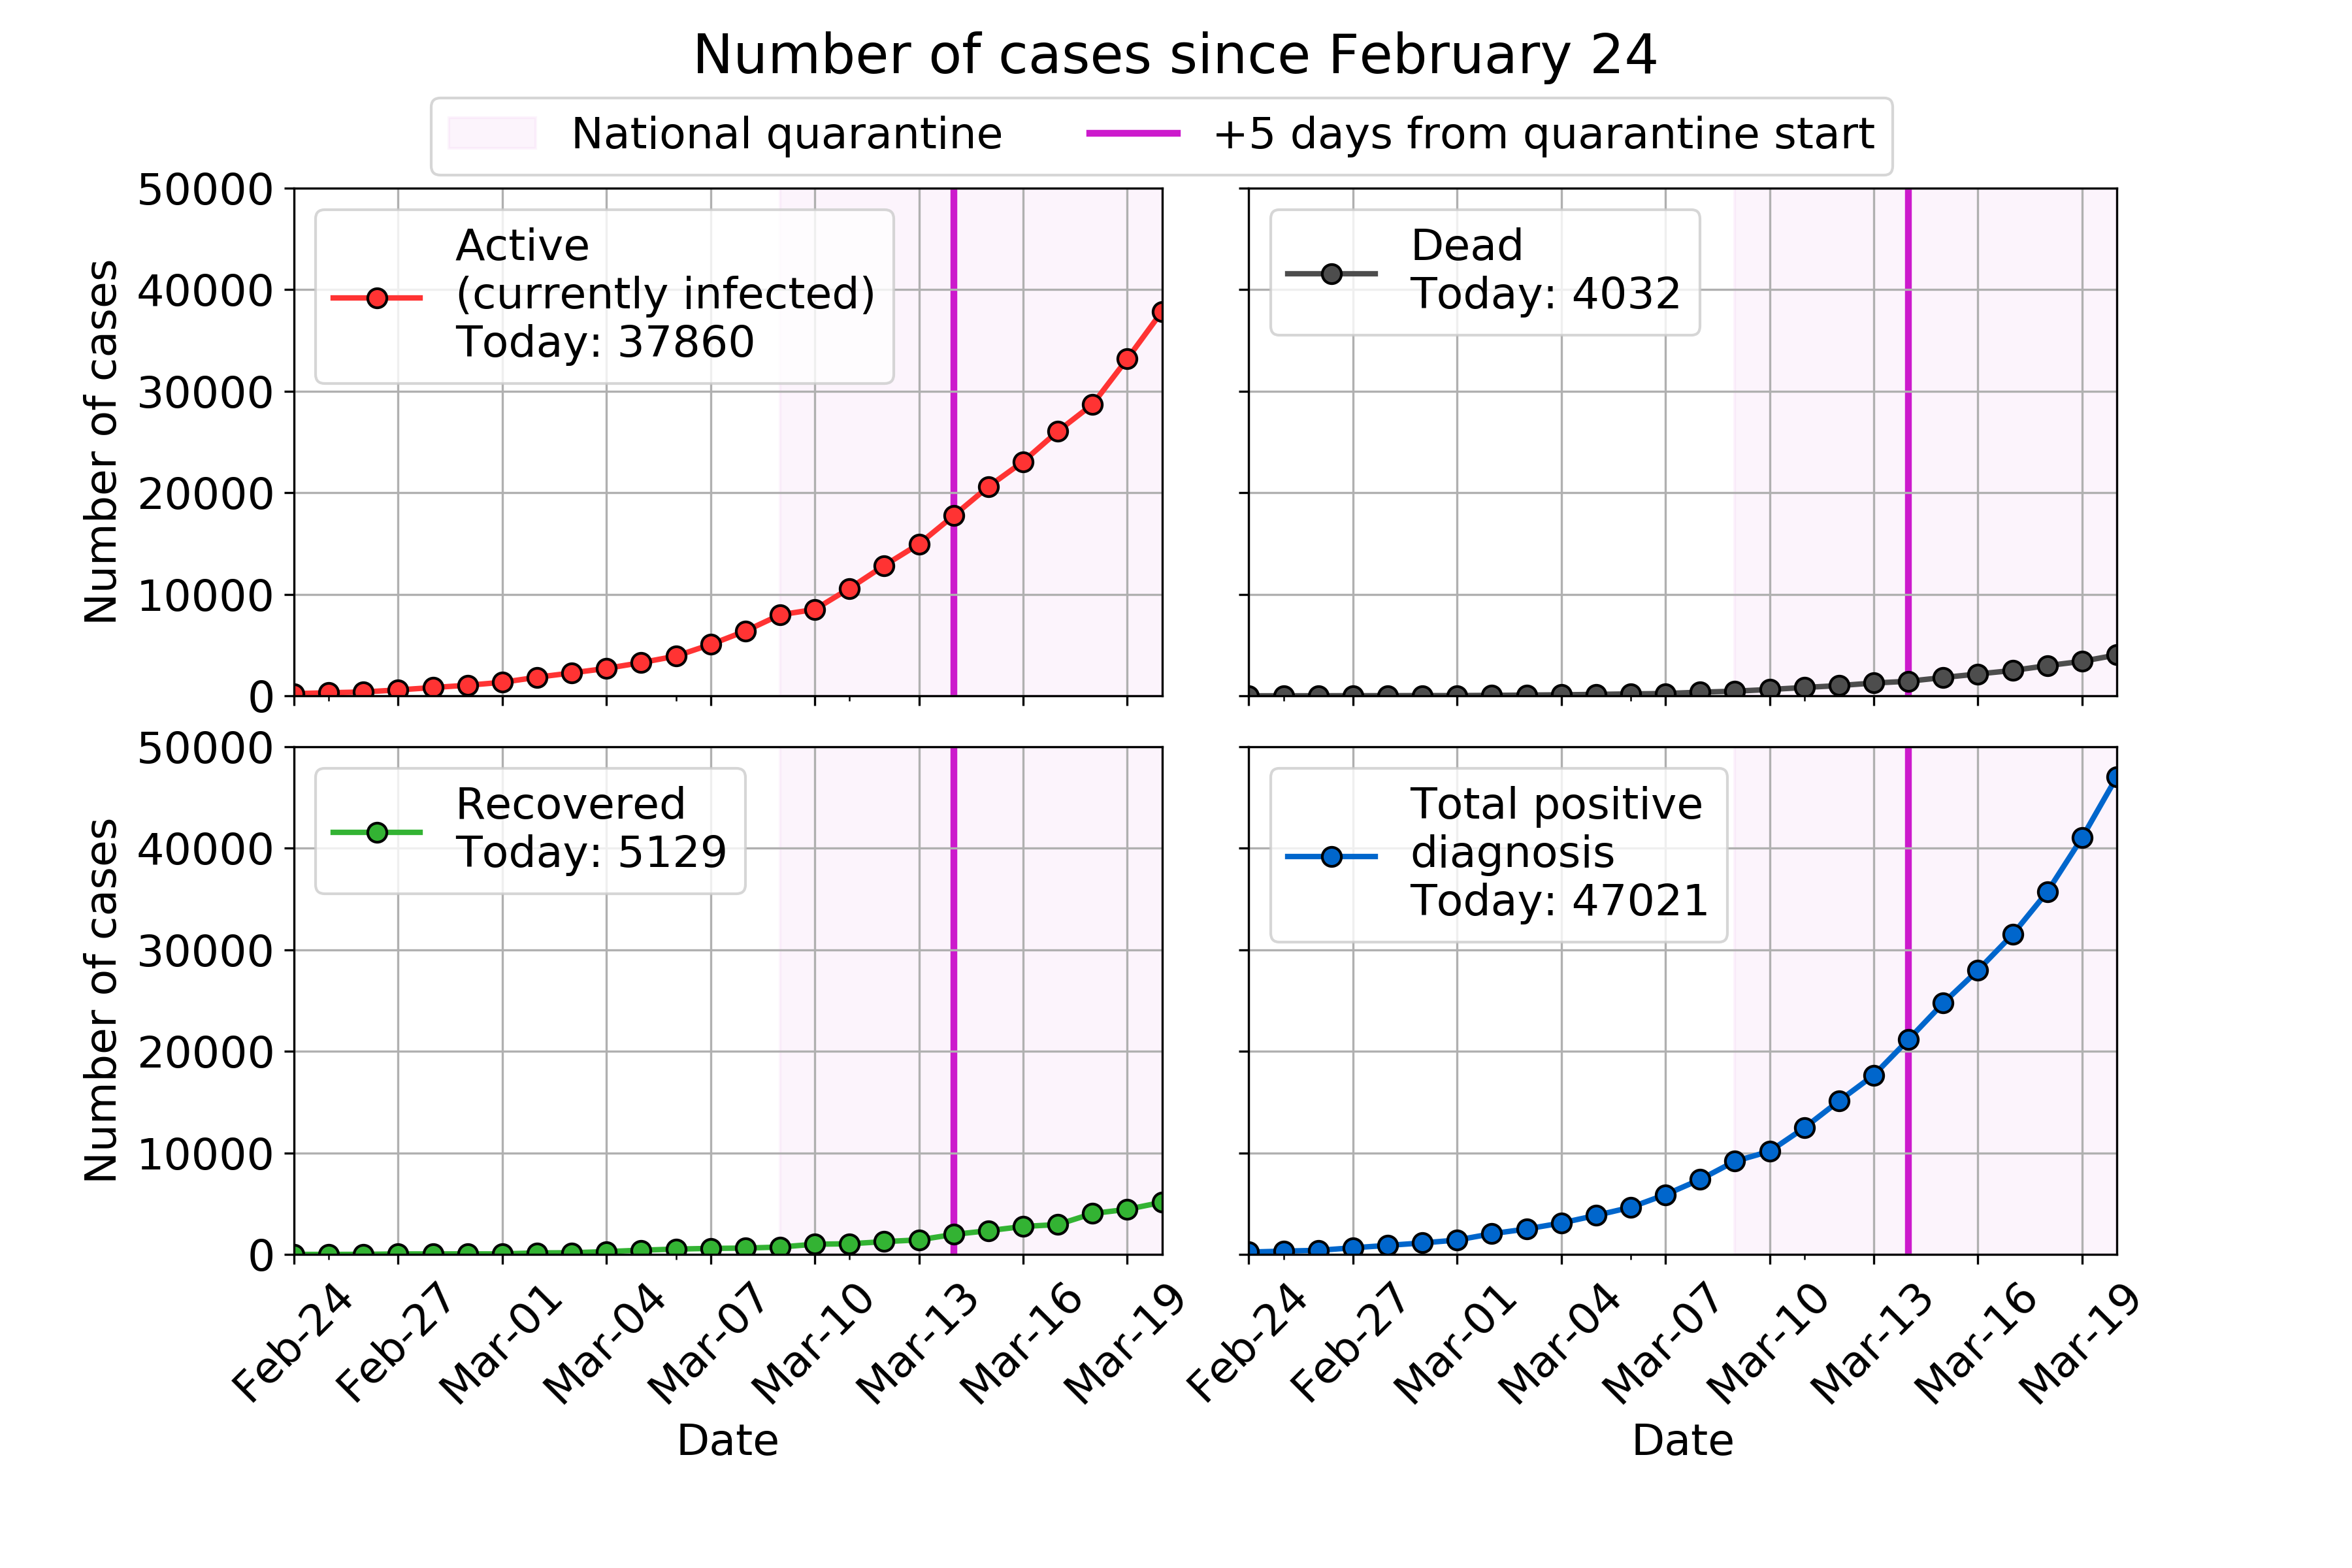 Number of cases since February 24
National quarantine
+5 days from quarantine start
50000
40000
30000
20000
10000
0
Number of cases
Active
(currently infected)
Today: 37860
Dead
Today: 4032
50000
40000
30000
20000
10000
0
Number of cases
Recovered
Today: 5129
Total positive
diagnosis
Today: 47021
Feb-24
Feb-27
Mar-01
Mar-04
Mar-07
Mar-10
Mar-13
Mar-16
Mar-19
Date
Feb-24
Feb-27
Mar-01
Mar-04
Mar-07
Mar-10
Mar-13
Mar-16
Mar-19
Date